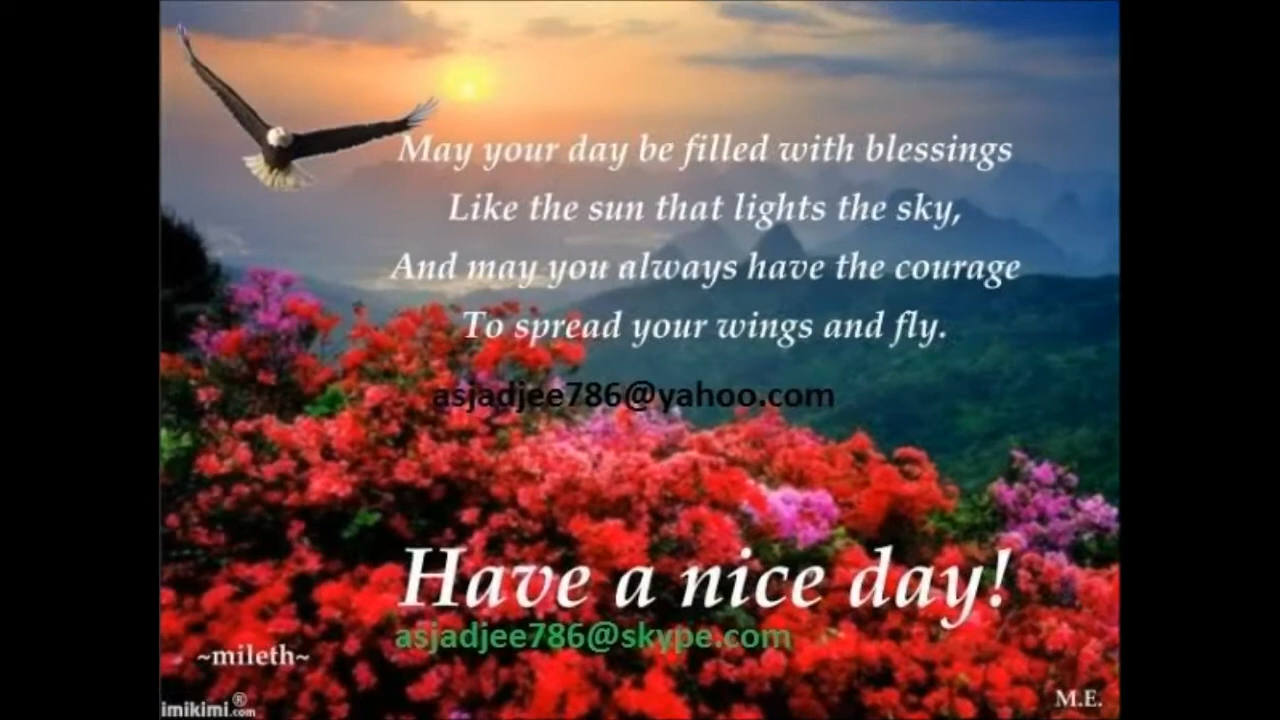 May your day be filled with blessings
Like the sun that lights the sky,
And may you always have the courage
To spread your wings and fly.
asjadjee786@yahoo.com
Have a nice day!
asjadjee786@skype.com
~mileth~
imikimi®.com
M.E.